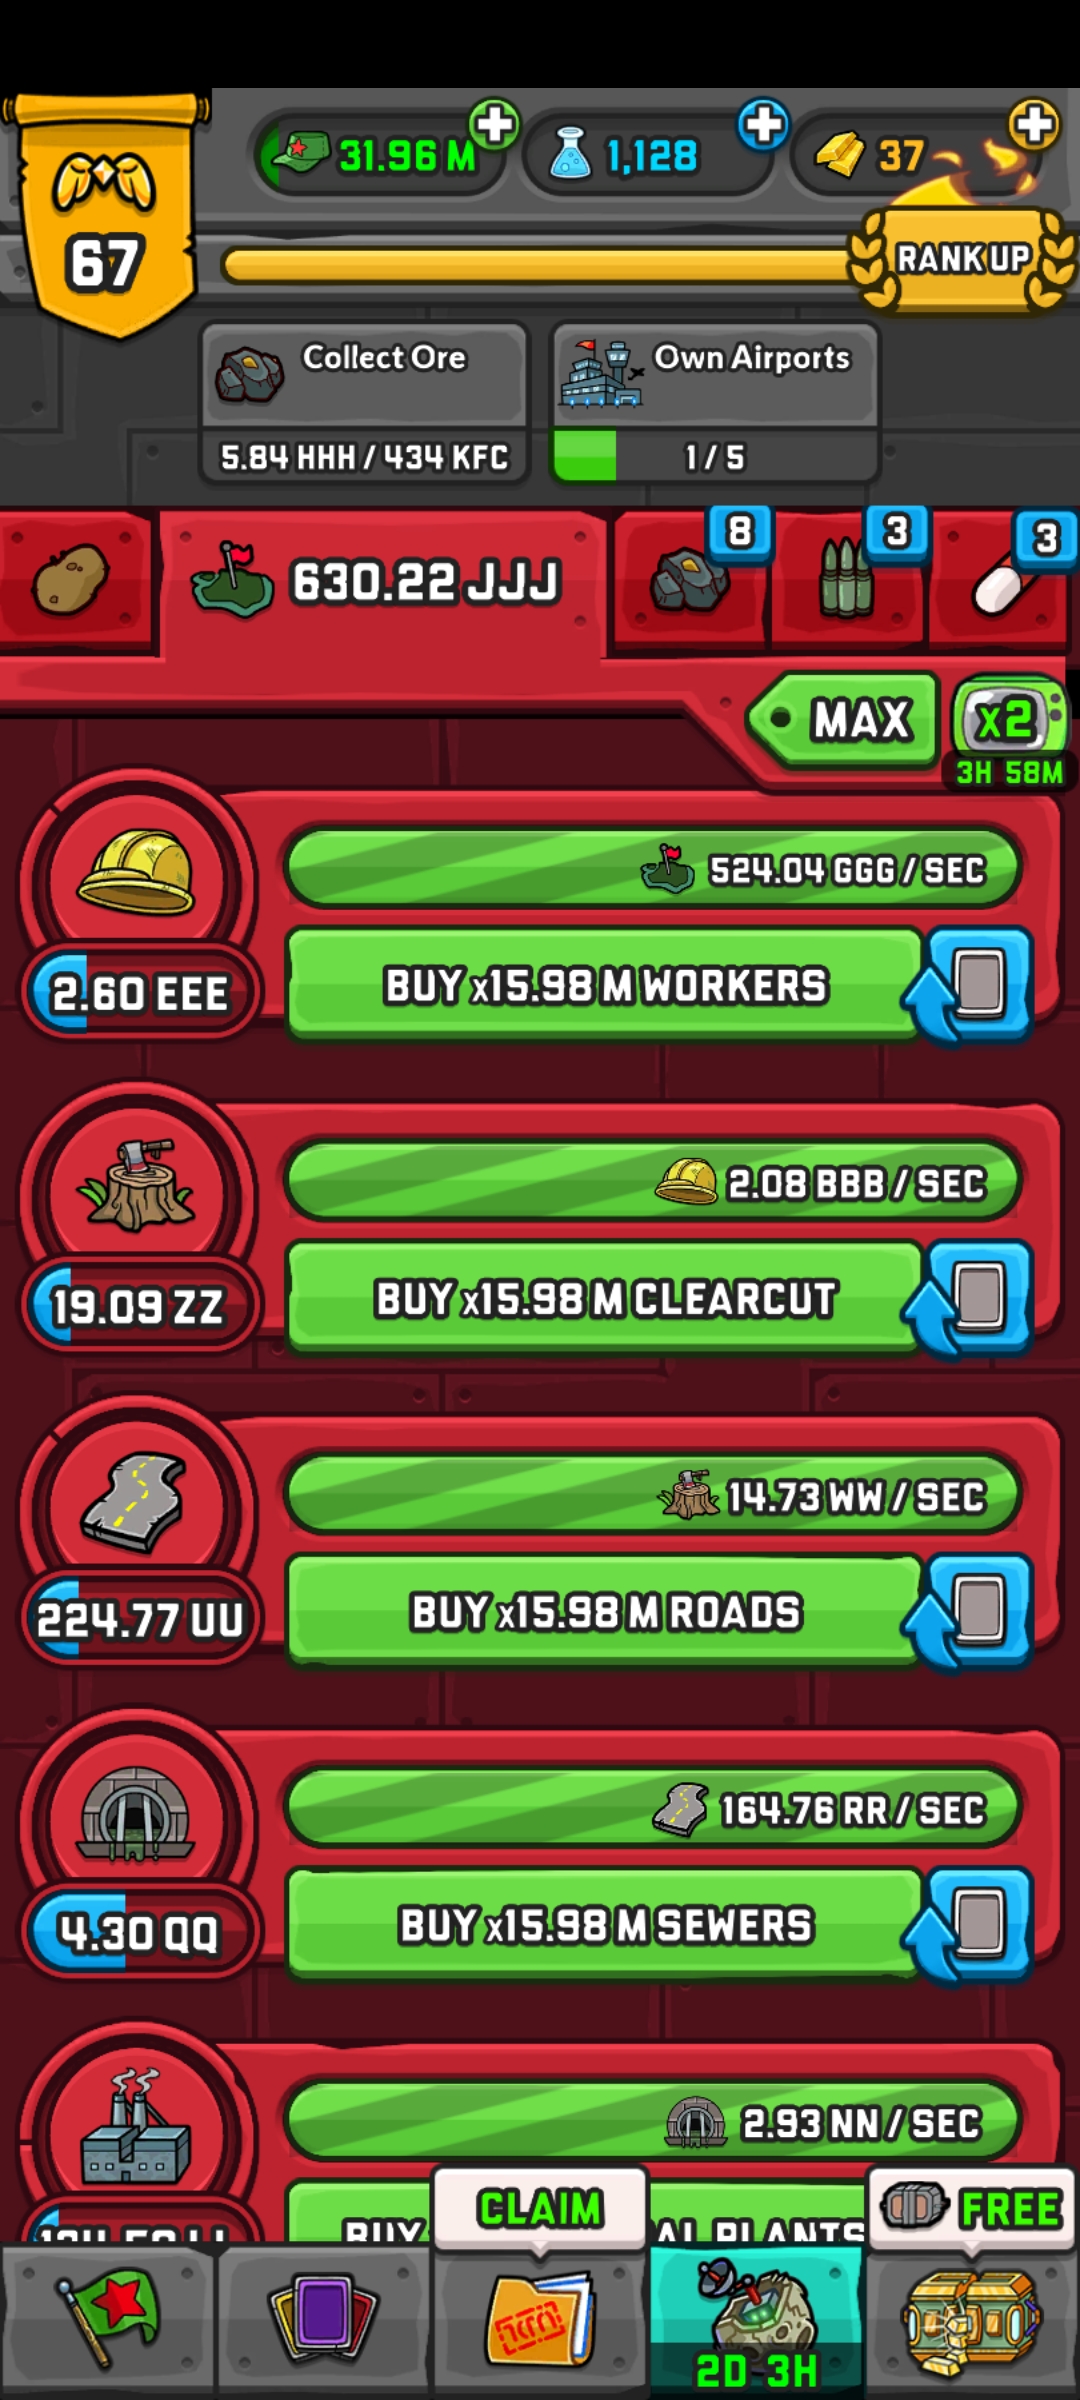 31.96 M
1,128
37
67
RANK UP
Collect Ore
5.84 HHH / 434 KFC
Own Airports
1 / 5
630.22 JJJ
8
3
3
MAX
x2
3H 58M
524.04 GGG / SEC
2.60 EEE
BUY x15.98 M WORKERS
2.08 BBB / SEC
19.09 ZZ
BUY x15.98 M CLEARCUT
14.73 WW / SEC
224.77 UU
BUY x15.98 M ROADS
164.76 RR / SEC
4.30 QQ
BUY x15.98 M SEWERS
2.93 NN / SEC
BUY
PLANTS
CLAIM
FREE
2D 3H